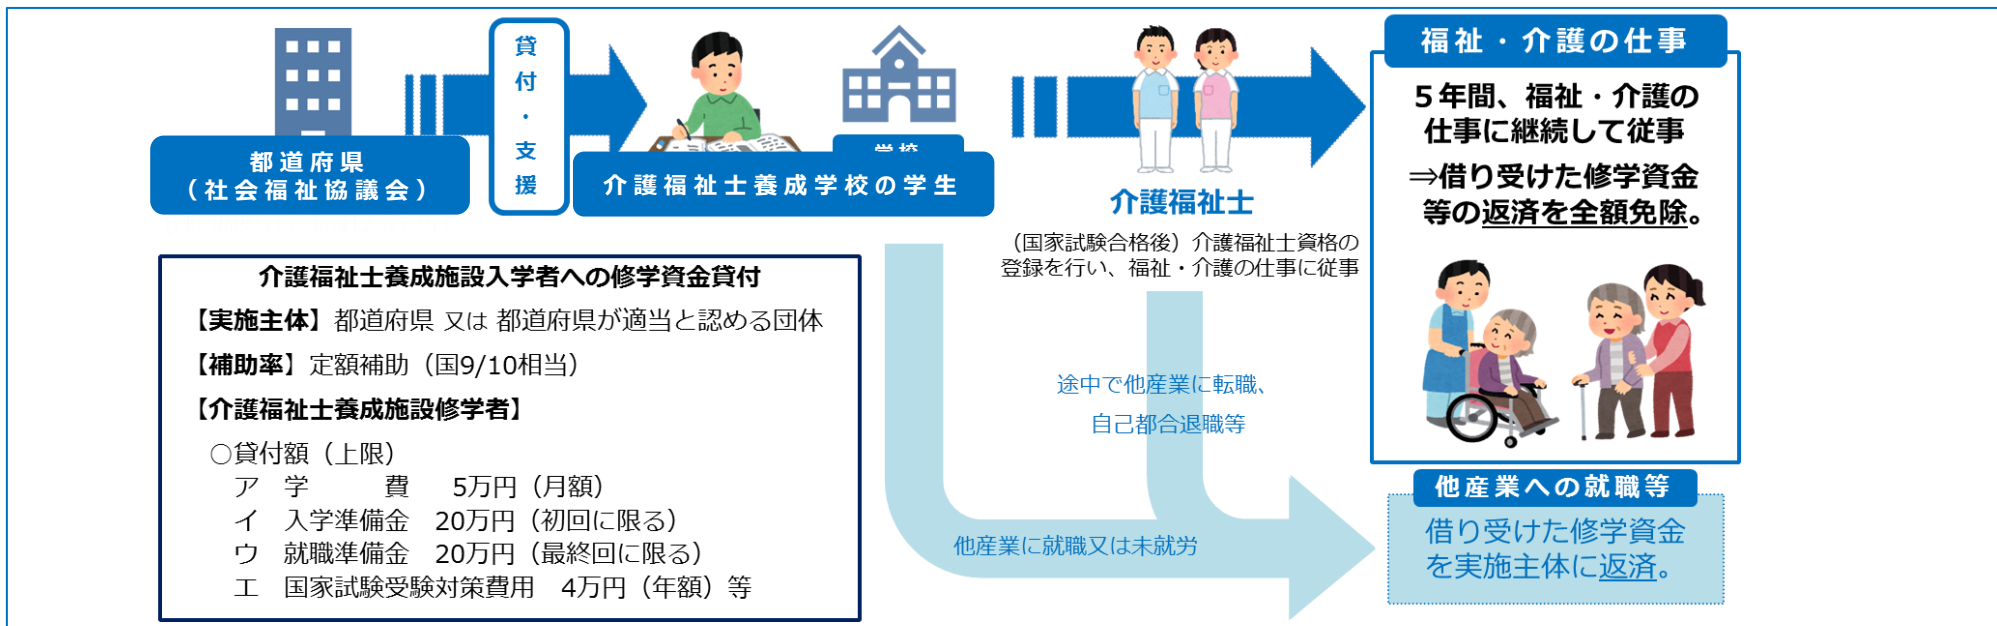 都道府県
（社会福祉協議会）
貸付・支援
学校
介護福祉士養成学校の学生
介護福祉士
（国家試験合格後）介護福祉士資格の
登録を行い、福祉・介護の仕事に従事
福祉・介護の仕事
５年間、福祉・介護の
仕事に継続して従事
⇒借り受けた修学資金
等の返済を全額免除。
介護福祉士養成施設入学者への修学資金貸付
【実施主体】都道府県 又は 都道府県が適当と認める団体
【補助率】定額補助（国9/10相当）
【介護福祉士養成施設修学者】
○貸付額（上限）
ア　学　　　費　 5万円（月額）
イ　入学準備金　20万円（初回に限る）
ウ　就職準備金　20万円（最終回に限る）
エ　国家試験受験対策費用　4万円（年額）等
途中で他産業に転職、
自己都合退職等
他産業に就職又は未就労
他産業への就職等
借り受けた修学資金
を実施主体に返済。